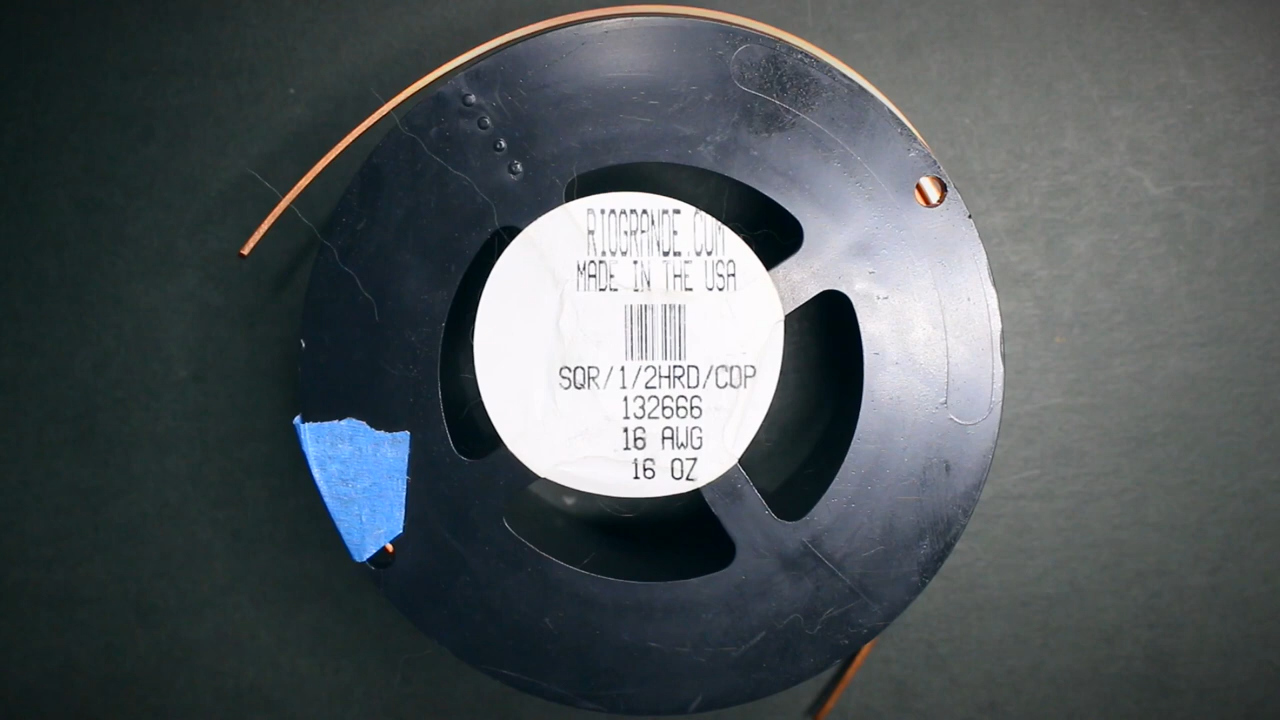 RIOGRANDE.COM
MADE IN THE USA
SQR/1/2HRD/COP
132666
16 AWG
16 OZ